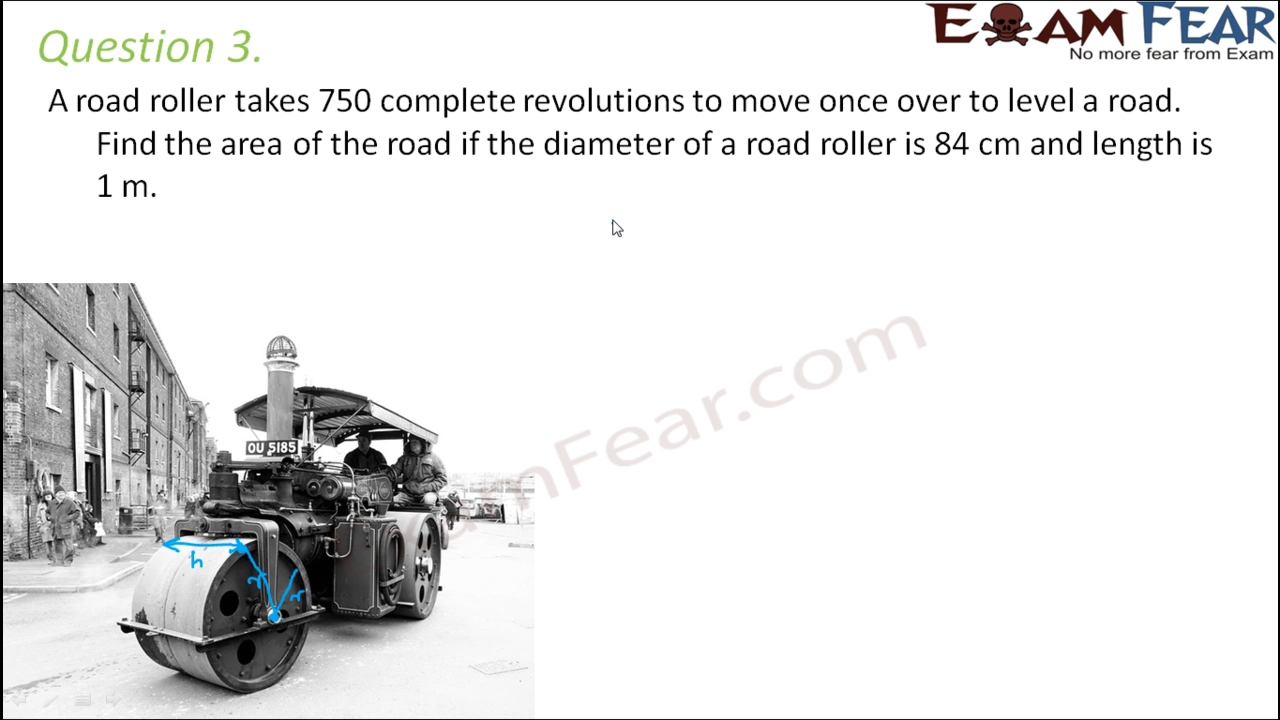 Question 3.
EXAM FEAR
No more fear from Exam
A road roller takes 750 complete revolutions to move once over to level a road.
Find the area of the road if the diameter of a road roller is 84 cm and length is
1 m.
amFear.com
OU 5185
h
r
r